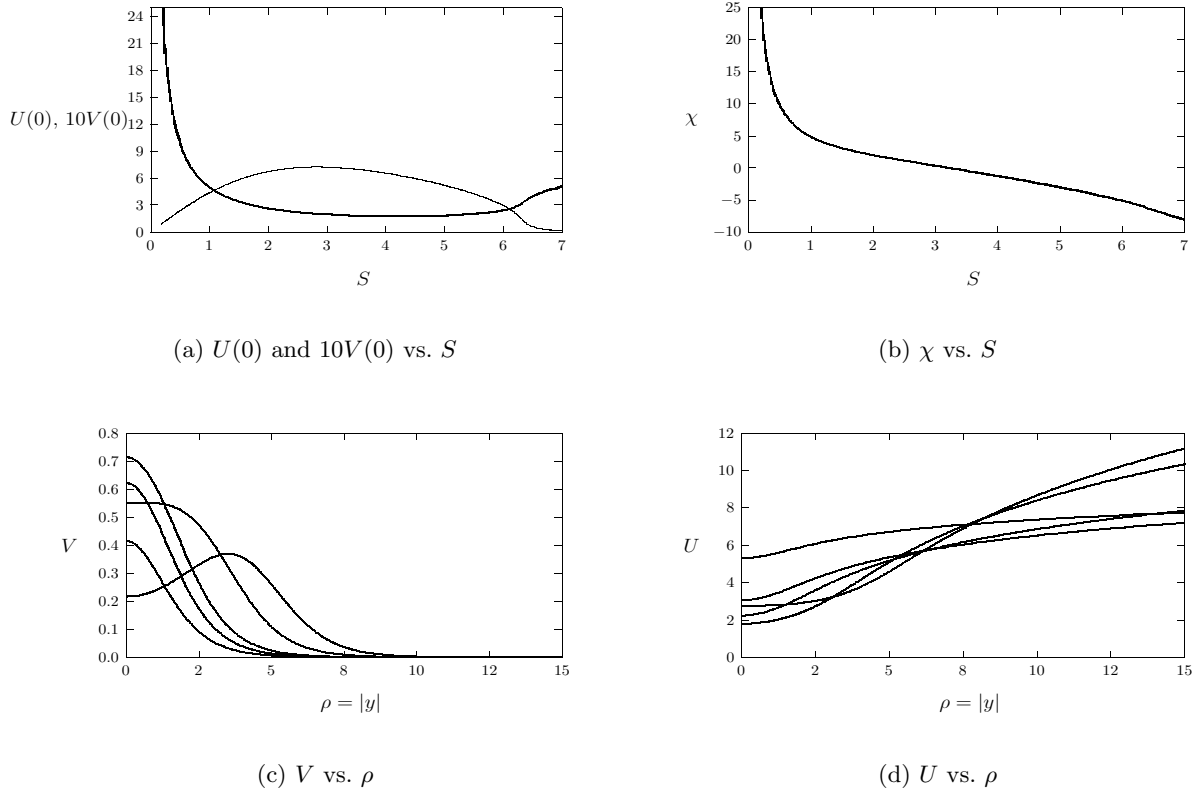 24
21
18
15
12
9
6
3
0
U(0), 10V(0)
0 1 2 3 4 5 6 7
S
(a) U(0) and 10V(0) vs. S
25
20
15
10
5
0
−5
−10
χ
0 1 2 3 4 5 6 7
S
(b) χ vs. S
0.8
0.7
0.6
0.5
0.4
0.3
0.2
0.1
0.0
V
0 2 5 8 10 12 15
ρ = |y|
(c) V vs. ρ
12
10
8
6
4
2
0
U
0 2 5 8 10 12 15
ρ = |y|
(d) U vs. ρ